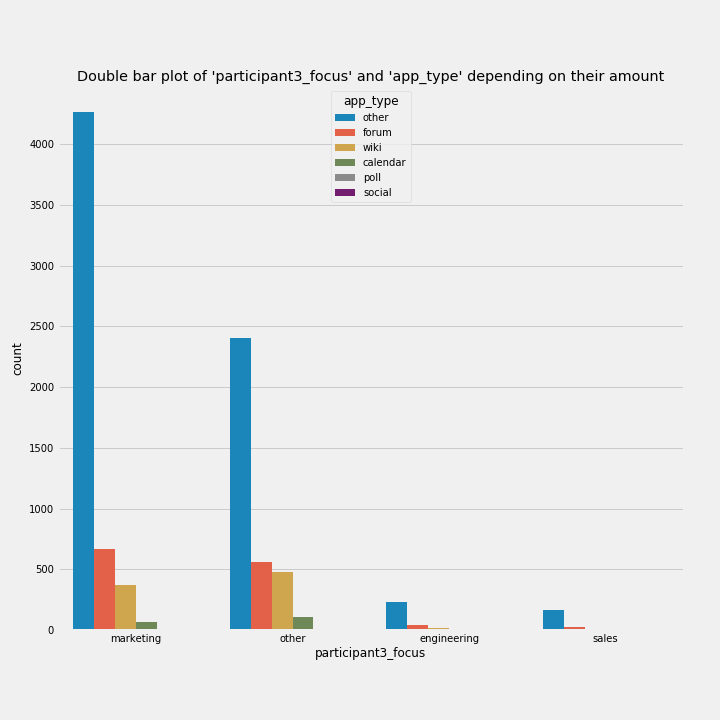 Double bar plot of 'participant3_focus' and 'app_type' depending on their amount
app_type
other
forum
wiki
calendar
poll
social
4000
3500
3000
2500
2000
1500
1000
500
0
count
marketing other engineering sales
participant3_focus